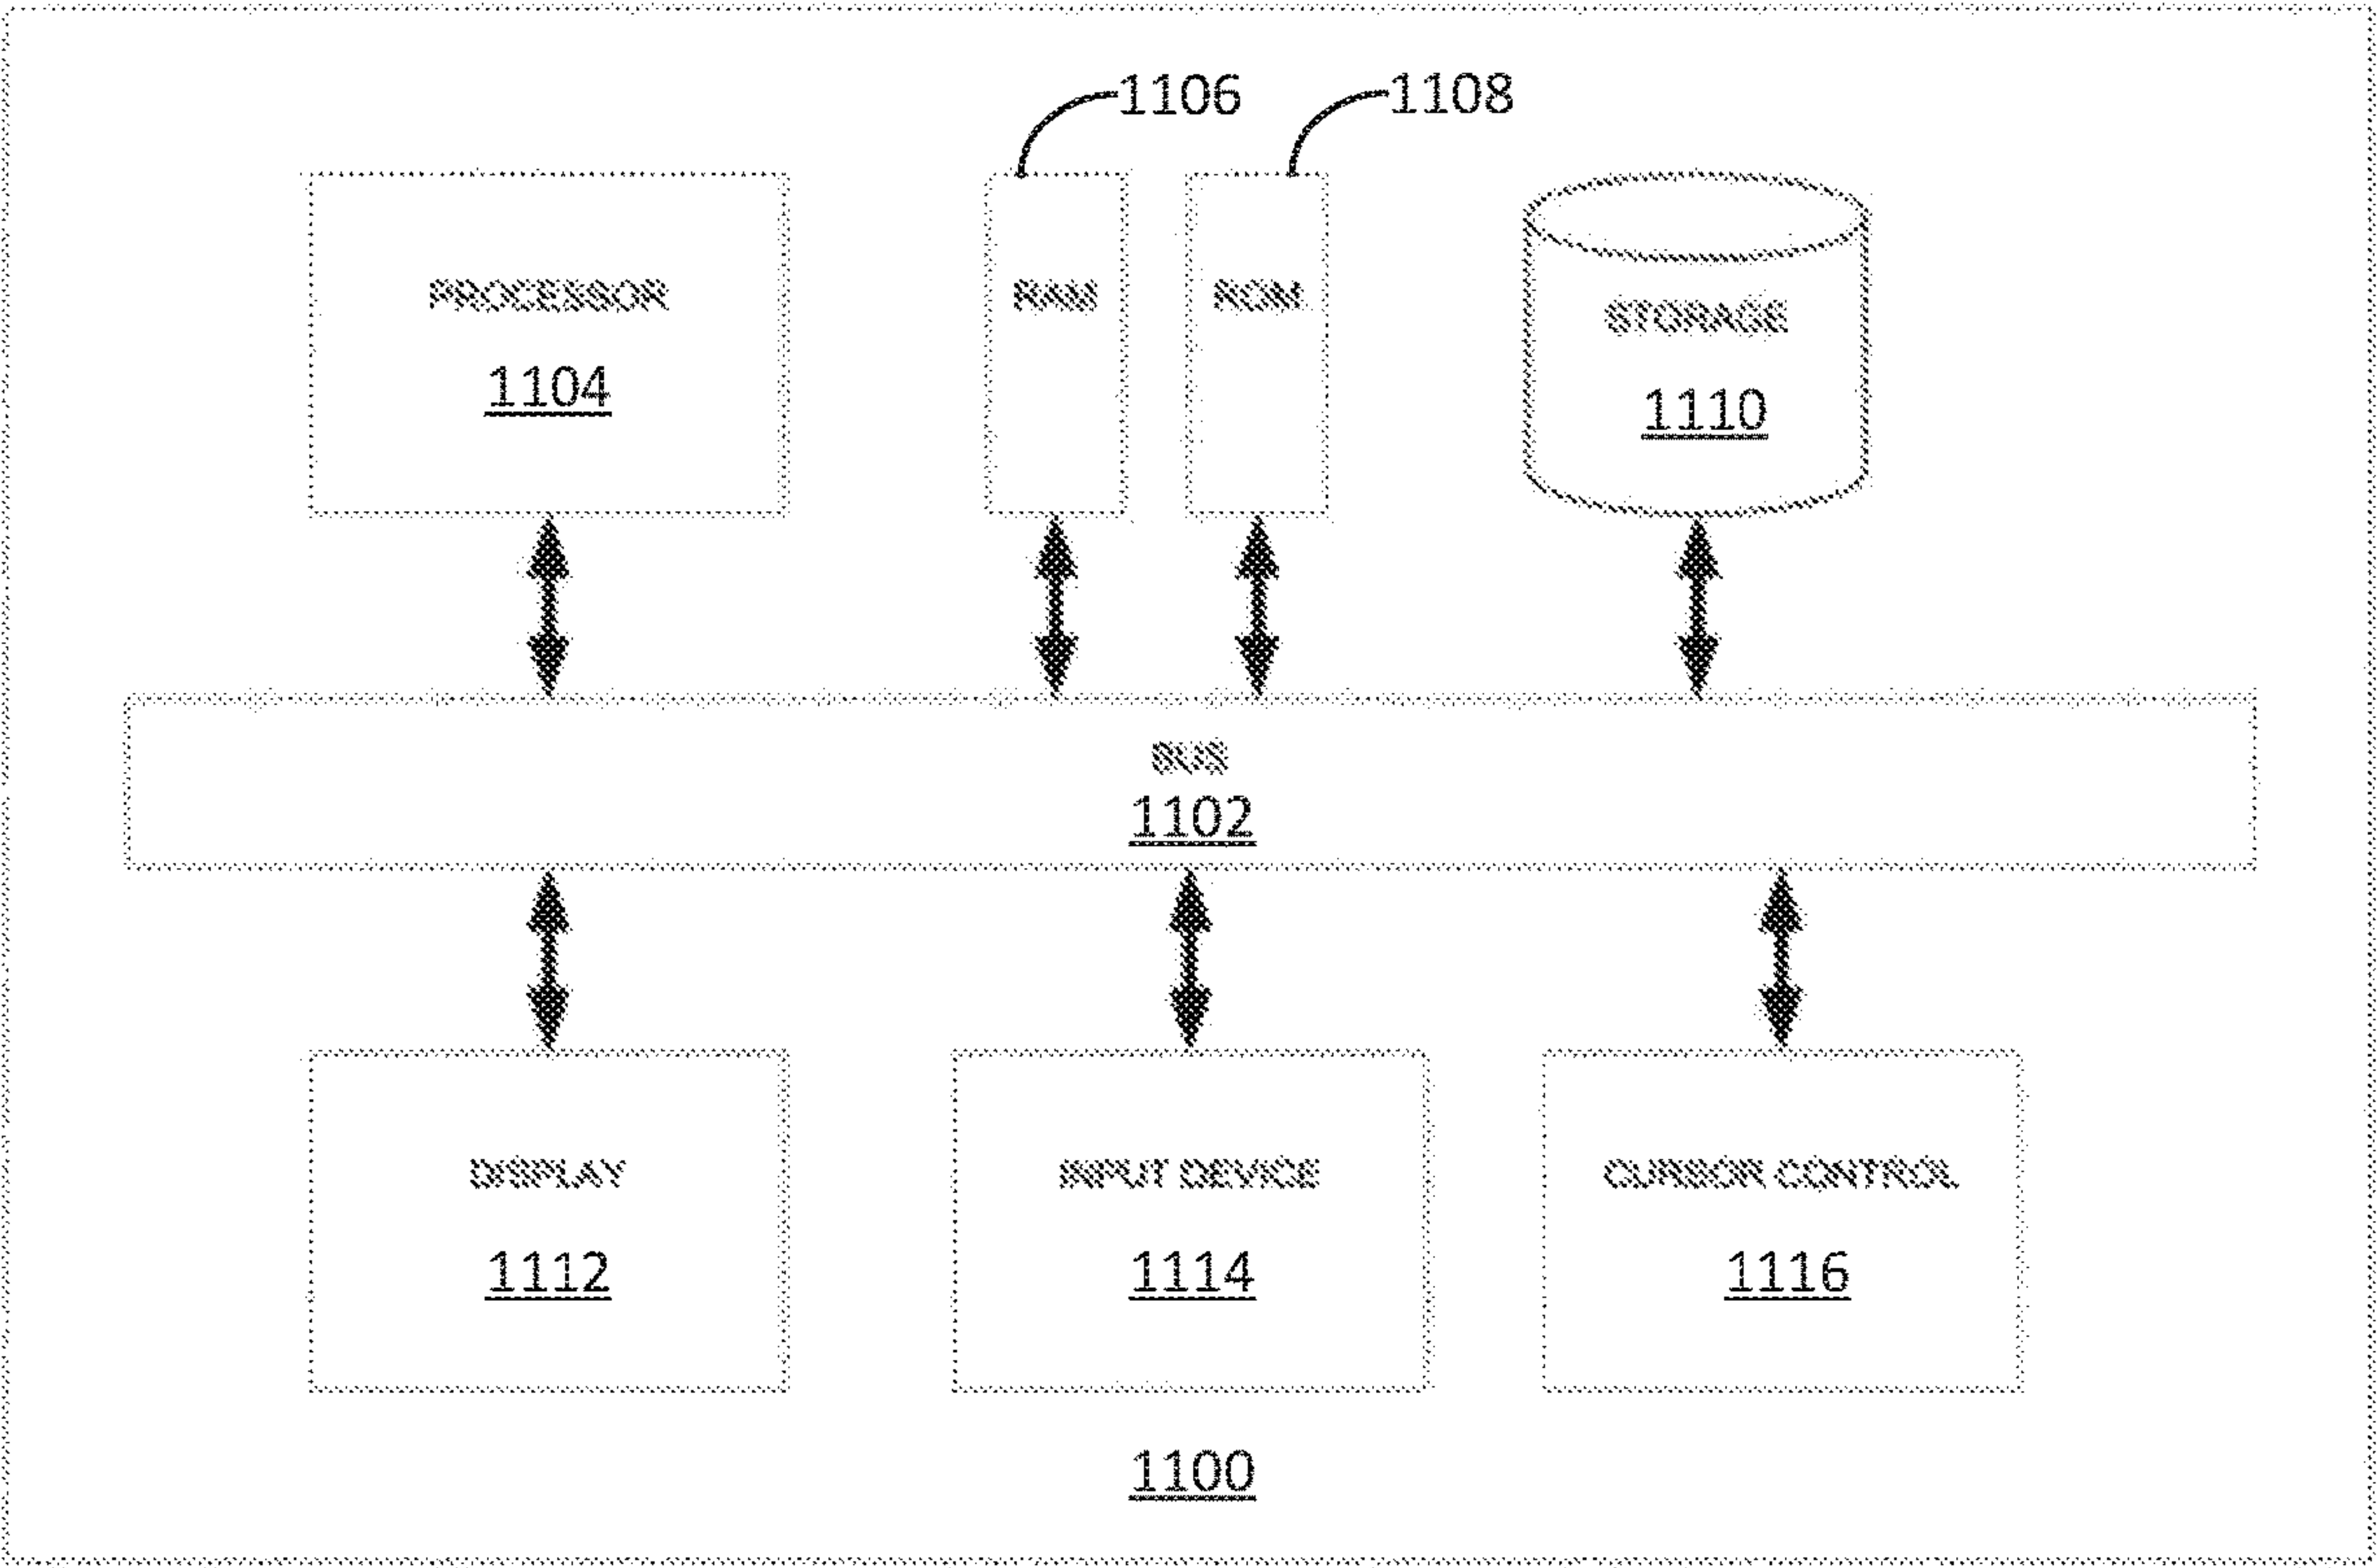 1106
1108
PROCESSOR
1104
RAM
ROM
STORAGE
1110
BUS
1102
DISPLAY
1112
INPUT DEVICE
1114
CURSOR CONTROL
1116
1100